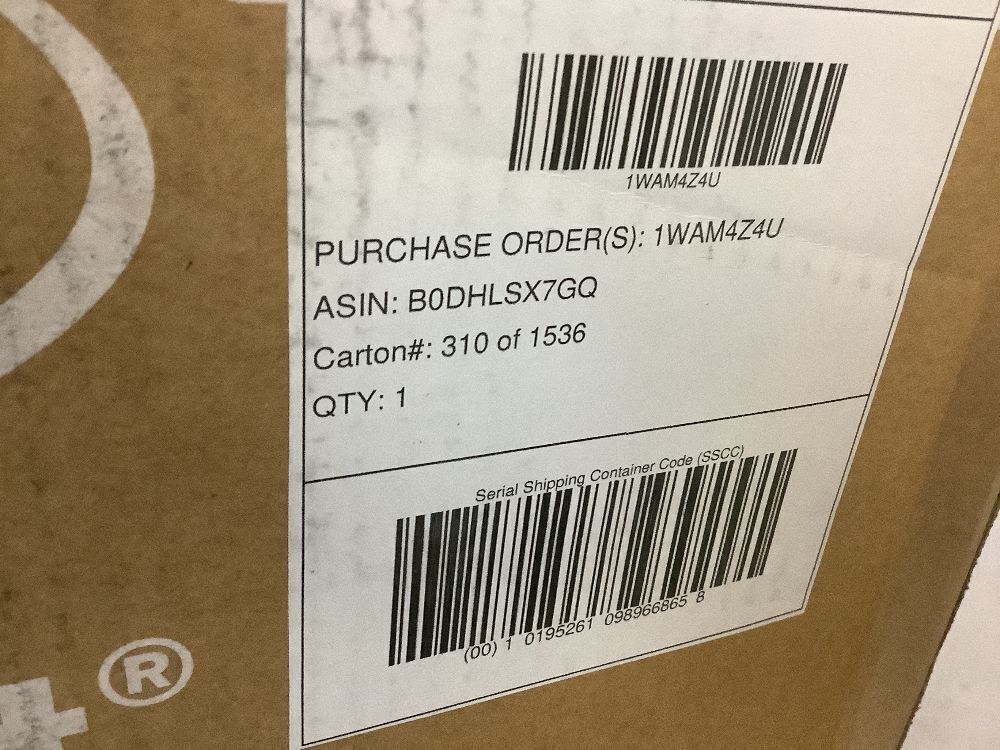 1WAM4Z4U
PURCHASE ORDER(S): 1WAM4Z4U
ASIN: B0DHLSX7GQ
Carton#: 310 of 1536
QTY: 1
Serial Shipping Container Code (SSCC)
(00) 1 0195261 098966865 8
®